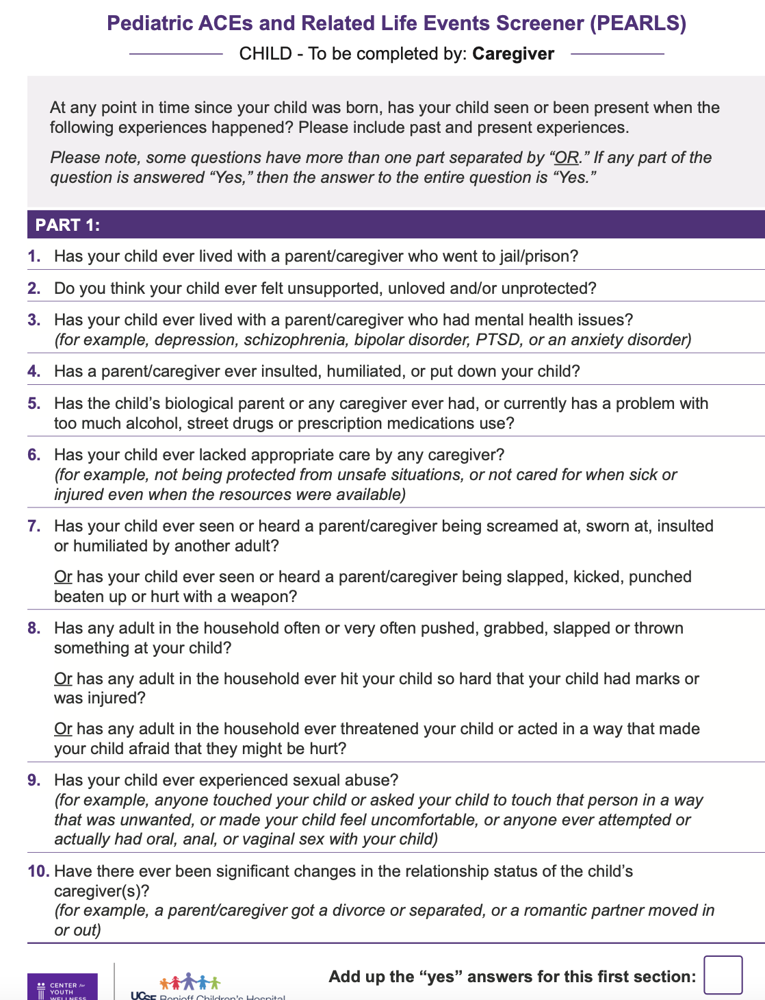 Pediatric ACEs and Related Life Events Screener (PEARLS)
CHILD - To be completed by: Caregiver
At any point in time since your child was born, has your child seen or been present when the
following experiences happened? Please include past and present experiences.
Please note, some questions have more than one part separated by “OR.” If any part of the
question is answered “Yes,” then the answer to the entire question is “Yes.”
PART 1:
1. Has your child ever lived with a parent/caregiver who went to jail/prison?
2. Do you think your child ever felt unsupported, unloved and/or unprotected?
3. Has your child ever lived with a parent/caregiver who had mental health issues?
(for example, depression, schizophrenia, bipolar disorder, PTSD, or an anxiety disorder)
4. Has a parent/caregiver ever insulted, humiliated, or put down your child?
5. Has the child’s biological parent or any caregiver ever had, or currently has a problem with
too much alcohol, street drugs or prescription medications use?
6. Has your child ever lacked appropriate care by any caregiver?
(for example, not being protected from unsafe situations, or not cared for when sick or
injured even when the resources were available)
7. Has your child ever seen or heard a parent/caregiver being screamed at, sworn at, insulted
or humiliated by another adult?
Or has your child ever seen or heard a parent/caregiver being slapped, kicked, punched
beaten up or hurt with a weapon?
8. Has any adult in the household often or very often pushed, grabbed, slapped or thrown
something at your child?
Or has any adult in the household ever hit your child so hard that your child had marks or
was injured?
Or has any adult in the household ever threatened your child or acted in a way that made
your child afraid that they might be hurt?
9. Has your child ever experienced sexual abuse?
(for example, anyone touched your child or asked your child to touch that person in a way
that was unwanted, or made your child feel uncomfortable, or anyone ever attempted or
actually had oral, anal, or vaginal sex with your child)
10. Have there ever been significant changes in the relationship status of the child’s
caregiver(s)?
(for example, a parent/caregiver got a divorce or separated, or a romantic partner moved in
or out)
Add up the “yes” answers for this first section:
CENTER for
YOUTH
WELLNESS
UCSF Benioff Children’s Hospital